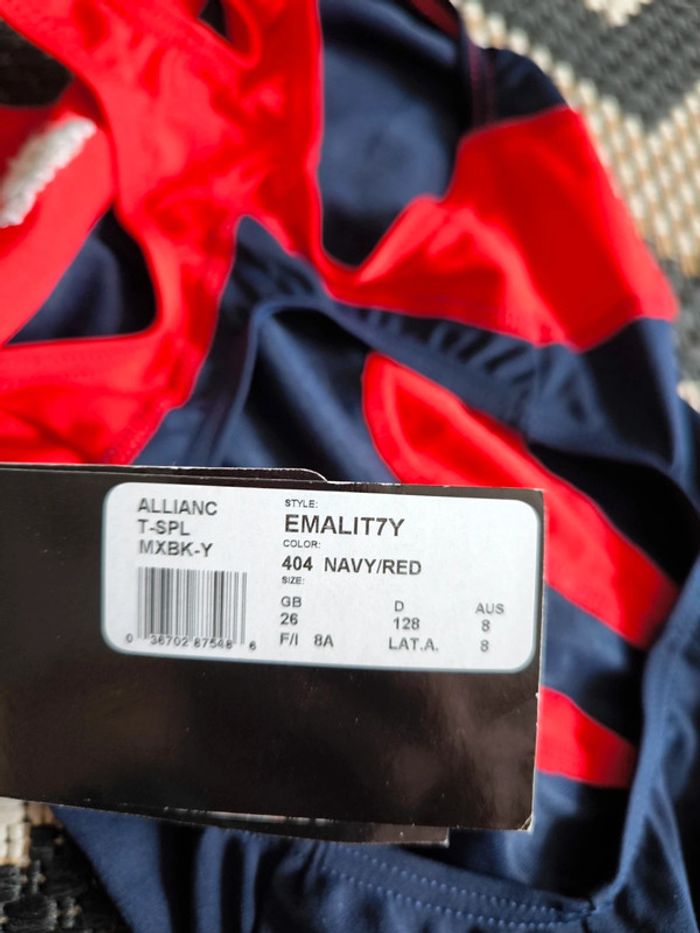 ALLIANC
T-SPL
MXBK-Y
0 36702 87548 6
STYLE:
EMALIT7Y
COLOR:
404 NAVY/RED
SIZE:
GB D AUS
26 128 8
F/I 8A LAT.A. 8